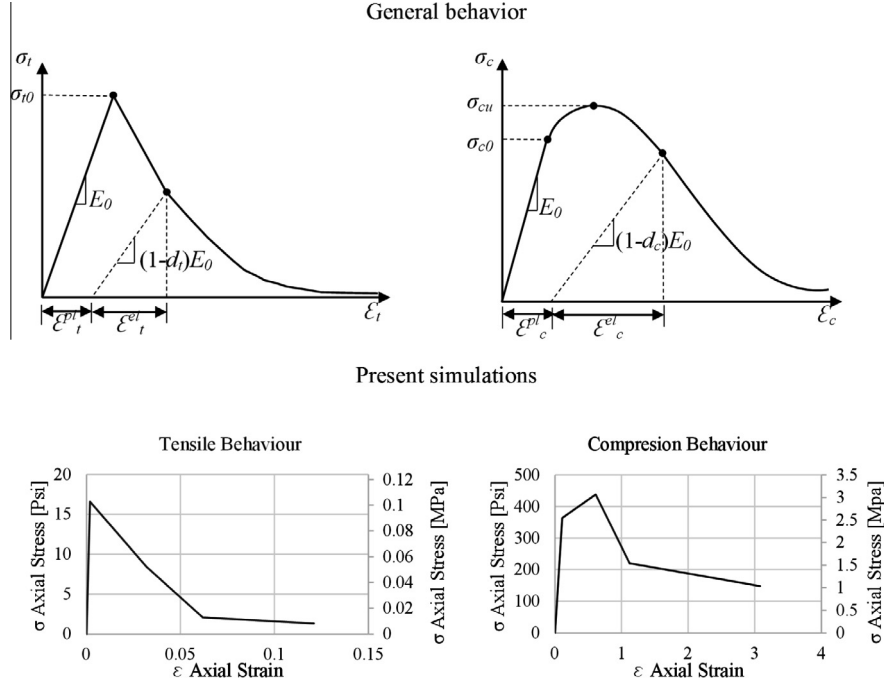 General behavior
σt
σt0
E0
(1-dt)E0
εt
ε^pl t
ε^el t
σc
σcu
σc0
E0
(1-dc)E0
εc
ε^pl c
ε^el c
Present simulations
Tensile Behaviour
σ Axial Stress [Psi]
20
15
10
5
0
0
0.05
0.1
0.15
ε Axial Strain
0.12
0.1
0.08
0.06
0.04
0.02
0
σ Axial Stress [MPa]
Compresion Behaviour
σ Axial Stress [Psi]
500
400
300
200
100
0
0
1
2
3
4
ε Axial Strain
3.5
3
2.5
2
1.5
1
0.5
0
σ Axial Stress [Mpa]